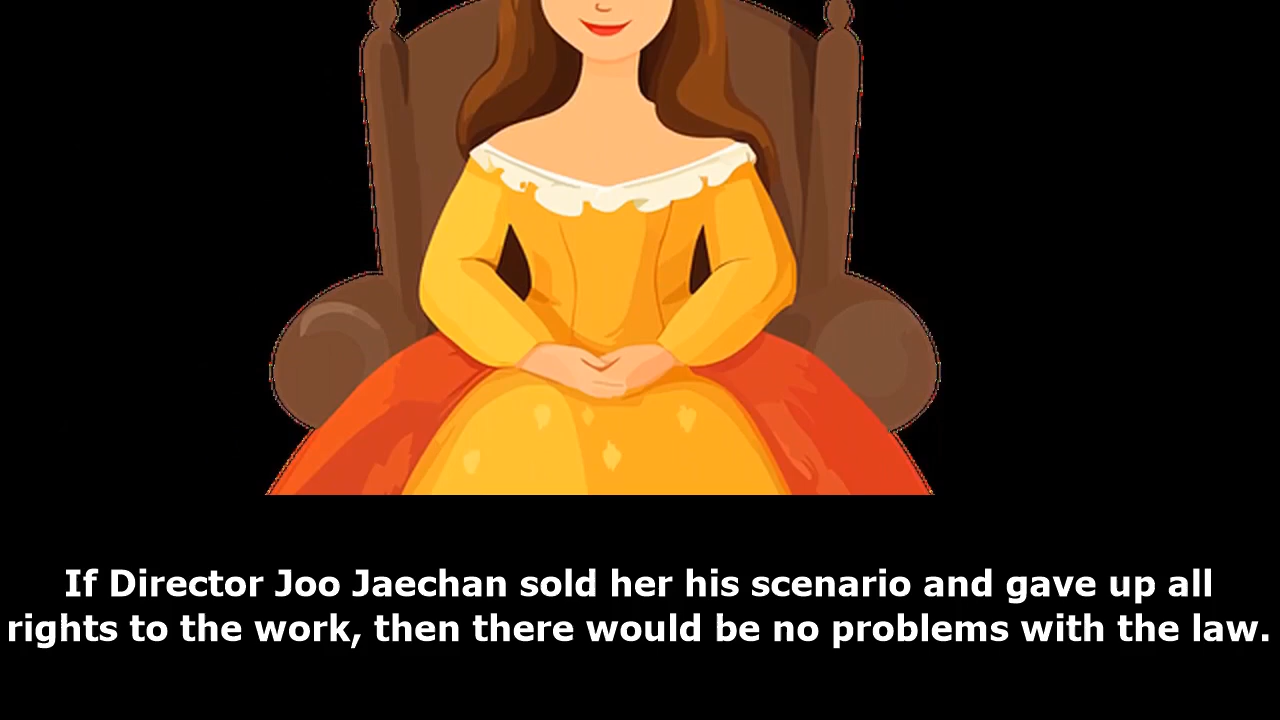 If Director Joo Jaechan sold her his scenario and gave up all
rights to the work, then there would be no problems with the law.